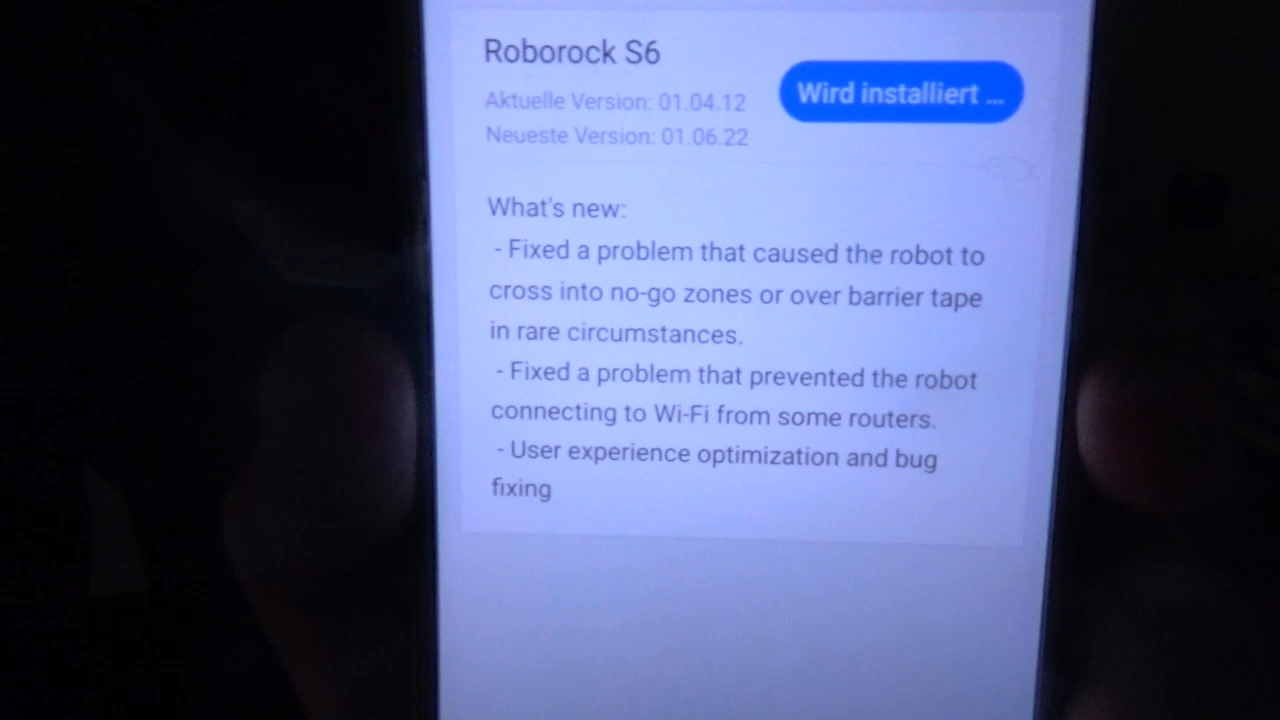 Roborock S6
Wird installiert ...
Aktuelle Version: 01.04.12
Neueste Version: 01.06.22
What's new:
- Fixed a problem that caused the robot to
cross into no-go zones or over barrier tape
in rare circumstances.
- Fixed a problem that prevented the robot
connecting to Wi-Fi from some routers.
- User experience optimization and bug
fixing